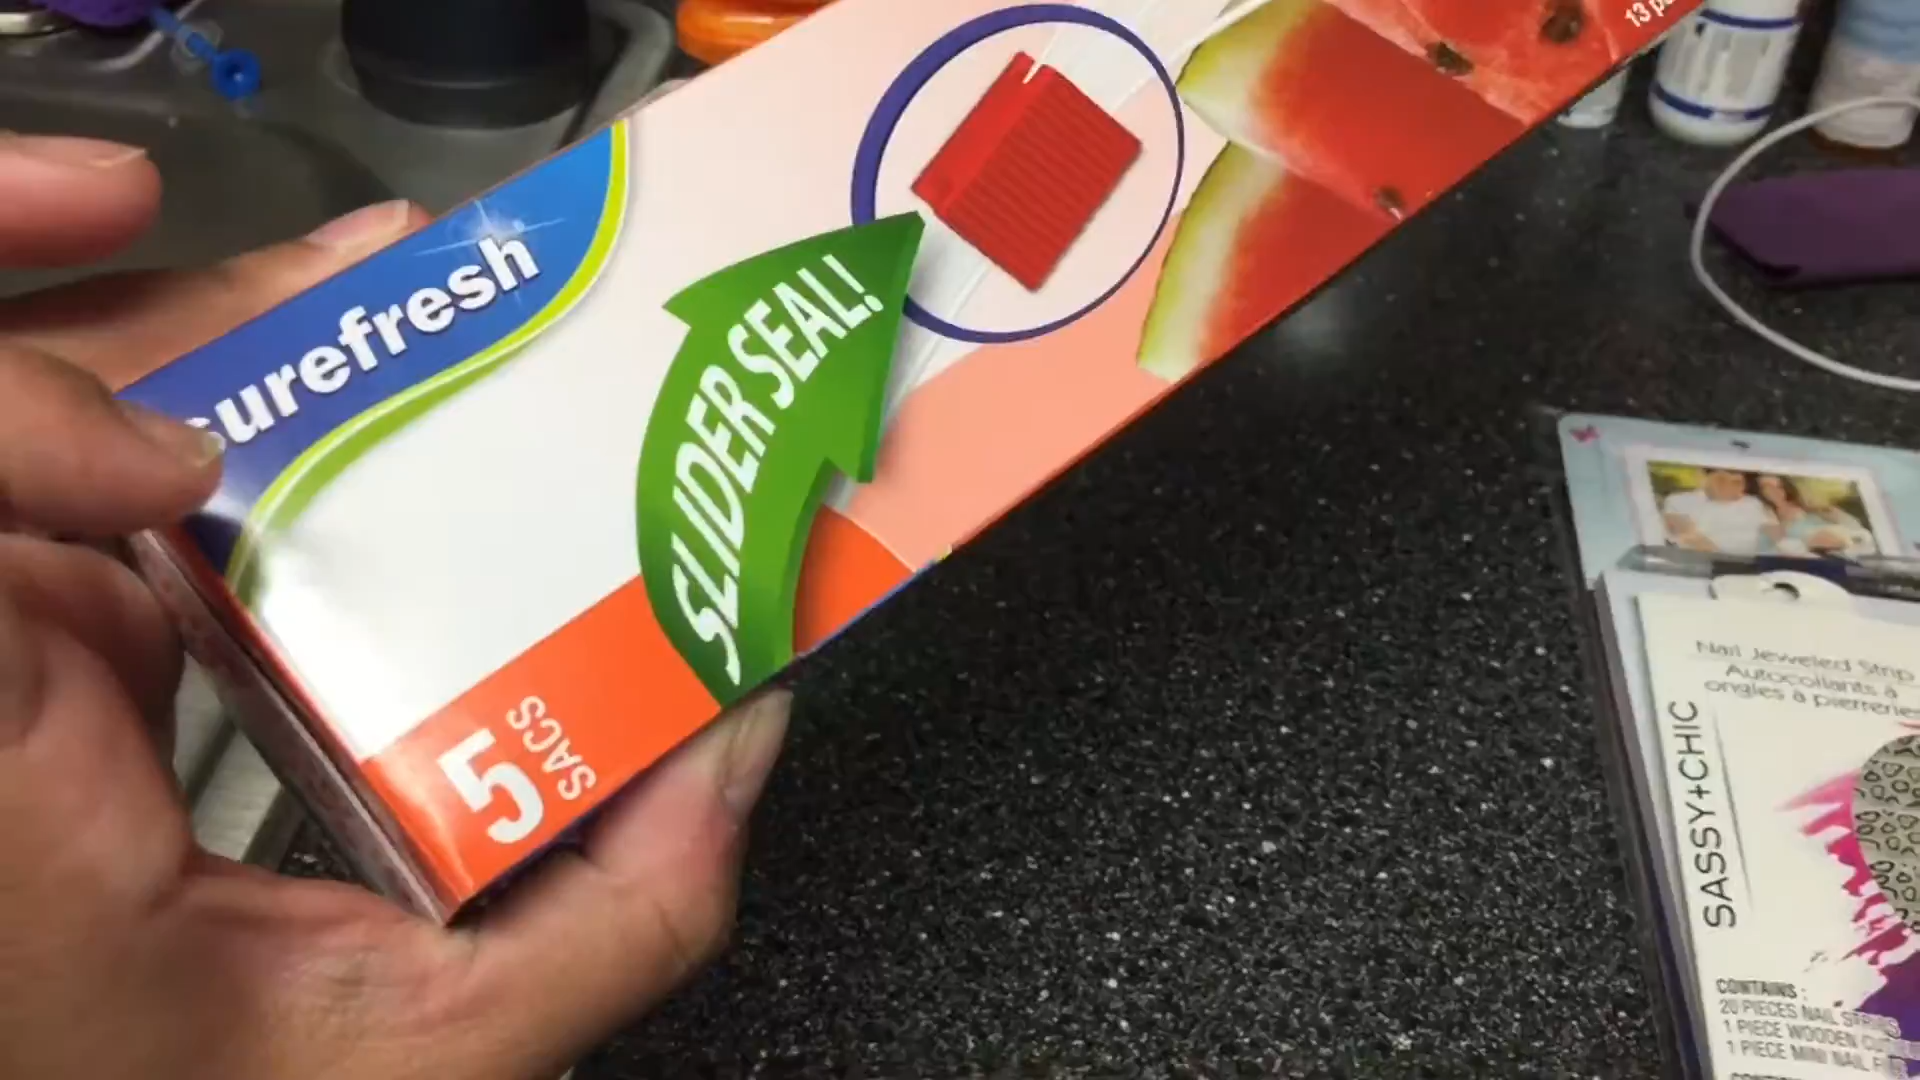 surefresh
SLIDER SEAL!
5
SACS
Nail Jeweled Strip
Autocollants à
ongles à pierreries
SASSY+CHIC
CONTAINS :
20 PIECES NAIL STRIPS
1 PIECE WOODEN
1 PIECE MINI NAIL